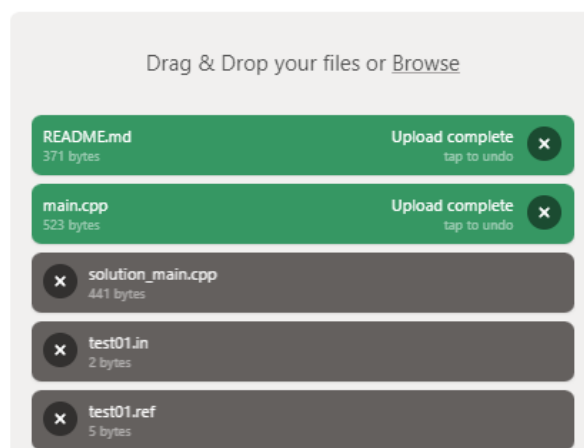 Drag & Drop your files or Browse
README.md
371 bytes
Upload complete
tap to undo
main.cpp
523 bytes
Upload complete
tap to undo
solution_main.cpp
441 bytes
test01.in
2 bytes
test01.ref
5 bytes